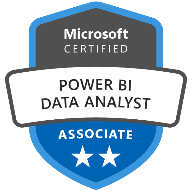 Microsoft
CERTIFIED
POWER BI
DATA ANALYST
ASSOCIATE